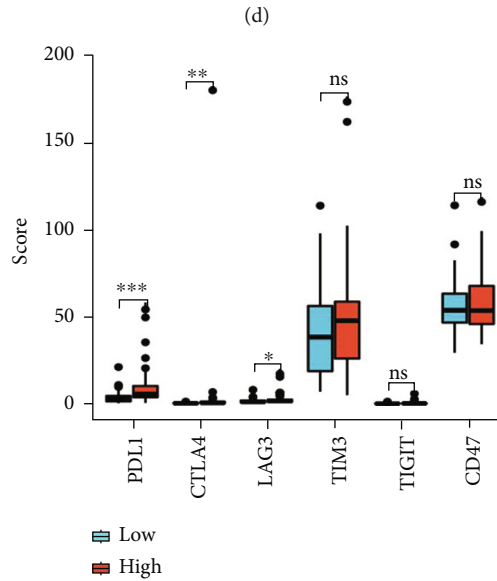 (d)
200
**
ns
150
ns
Score
100
***
50
*
ns
0
PDL1
CTLA4
LAG3
TIM3
TIGIT
CD47
Low
High